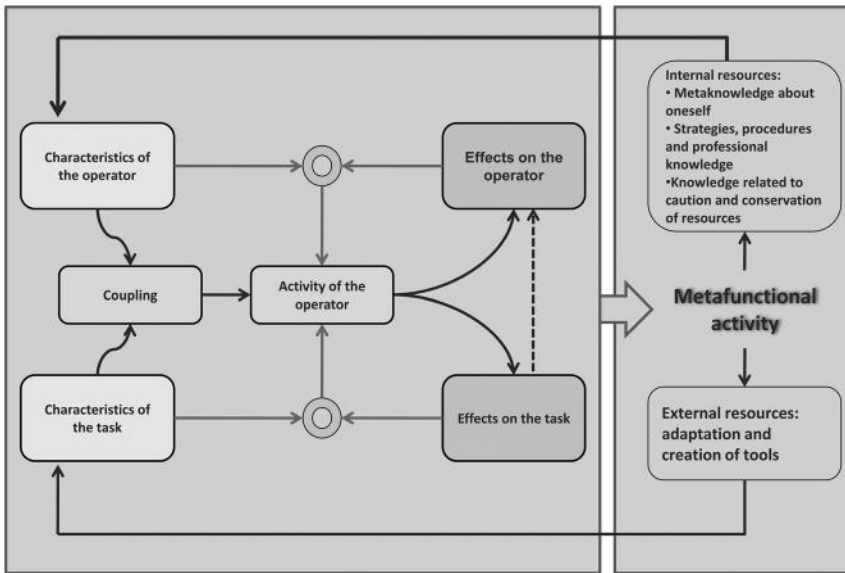 Characteristics of
the operator
Effects on the
operator
Coupling
Activity of the
operator
Characteristics of
the task
Effects on the task
Internal resources:
• Metaknowledge about
oneself
• Strategies, procedures
and professional
knowledge
•Knowledge related to
caution and conservation
of resources
Metafunctional
activity
External resources:
adaptation and
creation of tools